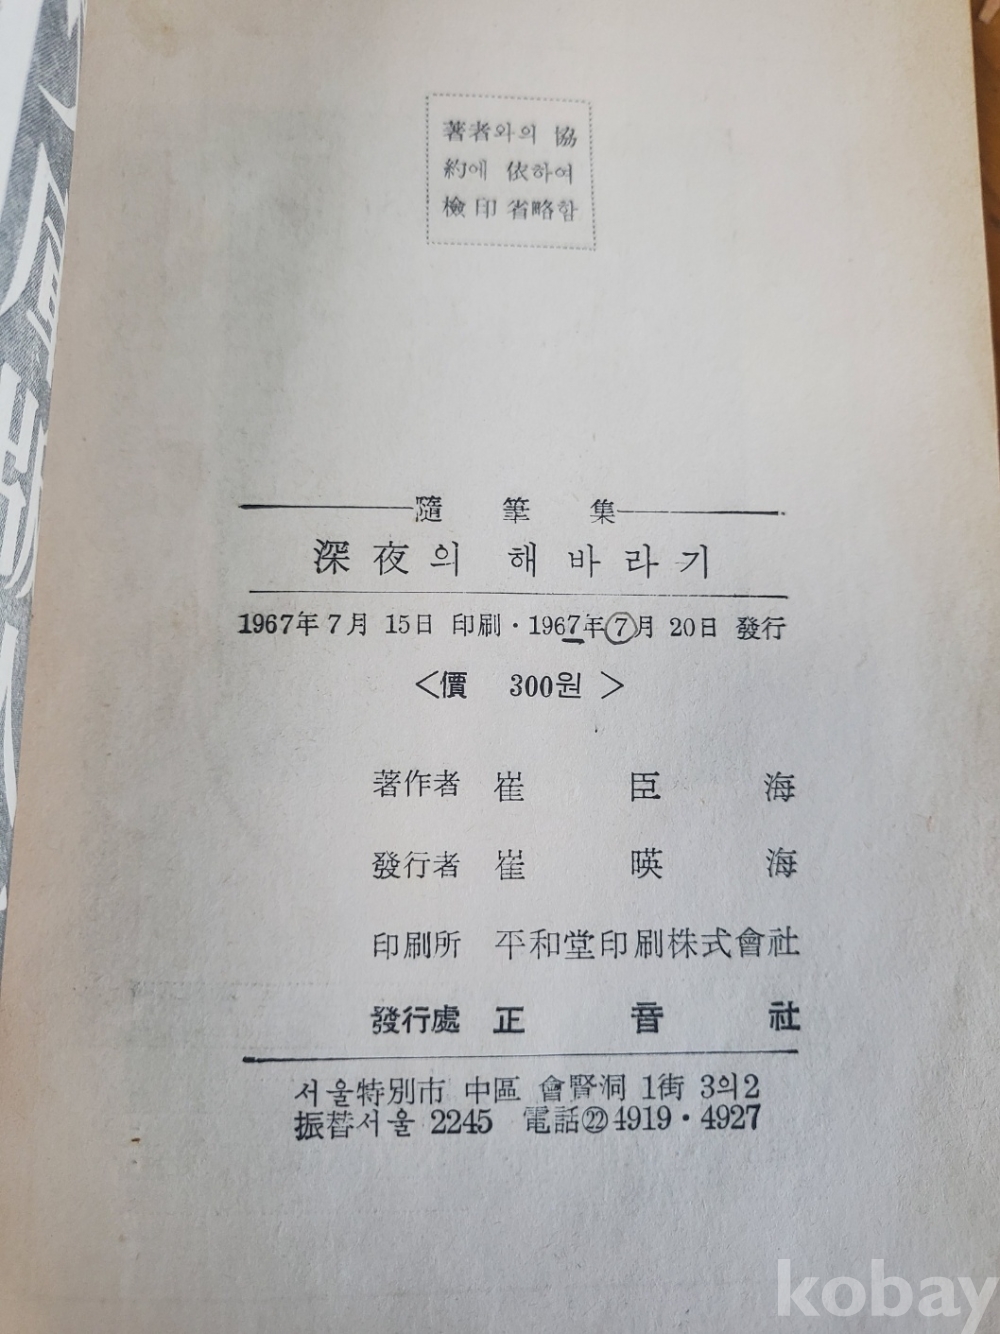 著者와의 協
約에 依하여
檢印省略함
隨筆集
深夜의 해바라기
1967年 7月 15日 印刷·1967年 7月 20日 發行
<價 300원>
著作者 崔臣海
發行者 崔暎海
印刷所 平和堂印刷株式會社
發行處 正音社
서울特別市 中區 會賢洞 1街 3의2
振替서울 2245 電話㉒4919·4927
kobay